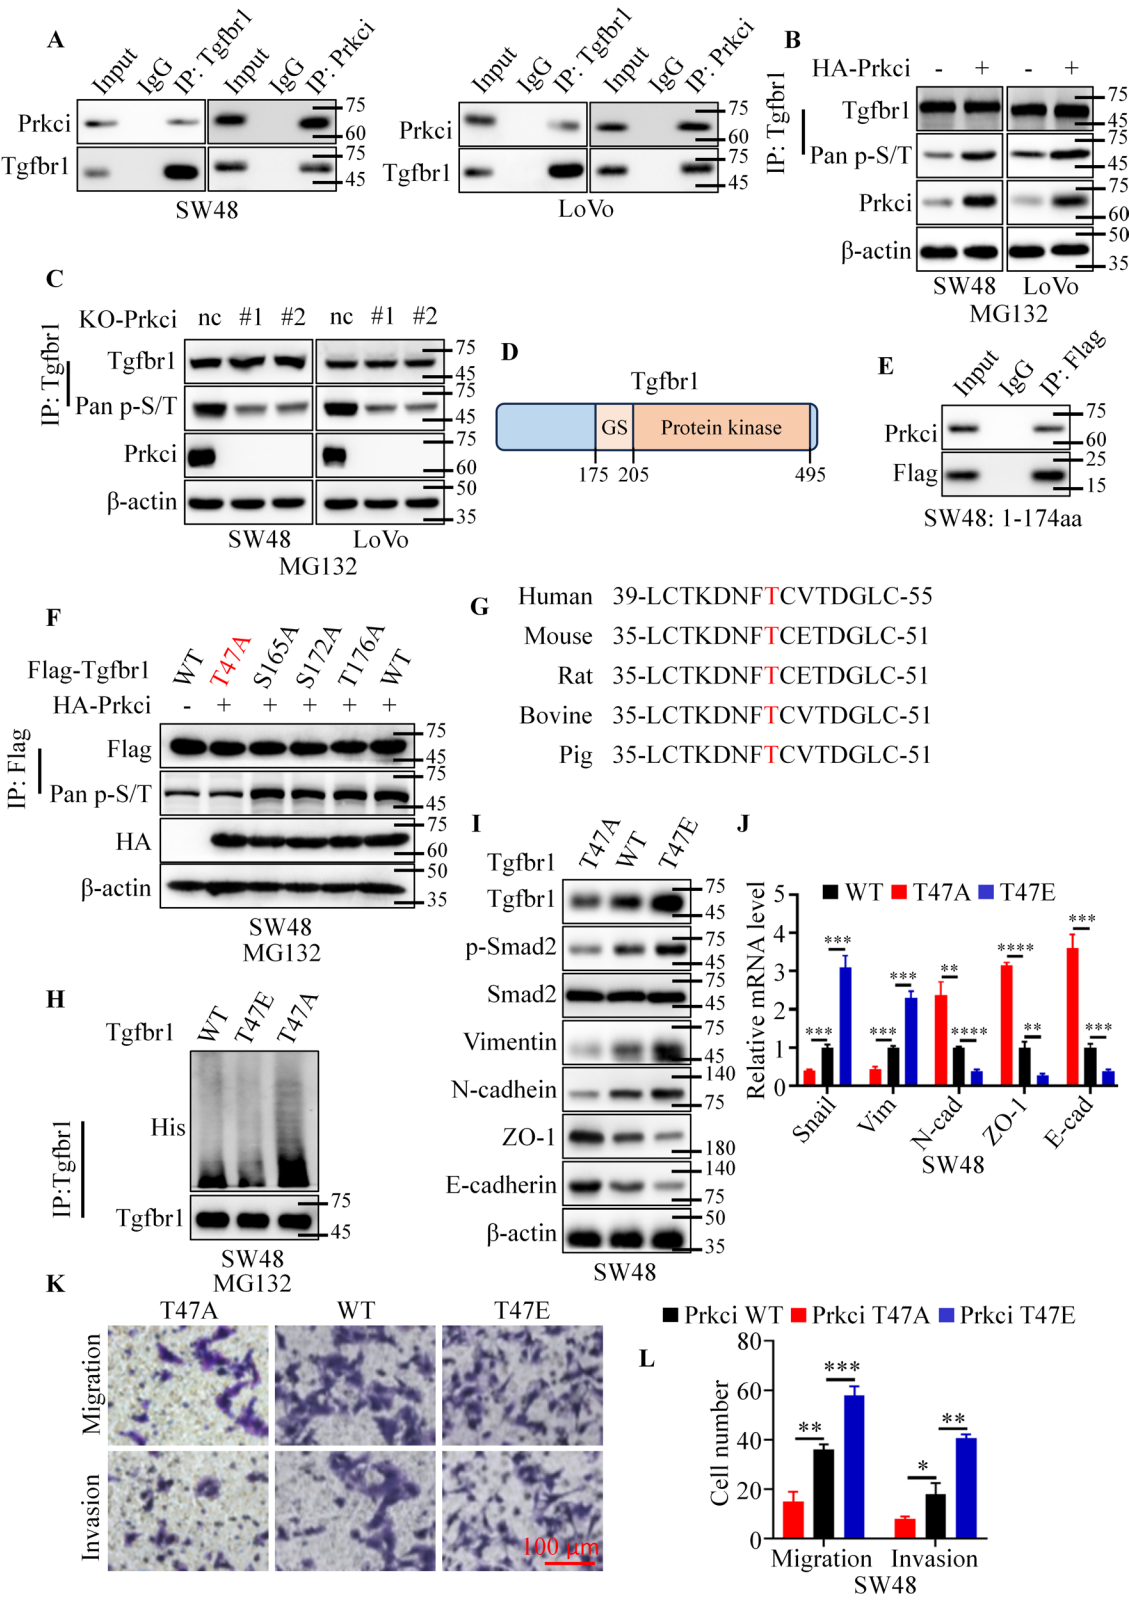 A
Input IgG IP: Tgfbr1 Input IgG IP: Prkci
Prkci
75
60
Tgfbr1
75
45
SW48
Input IgG IP: Tgfbr1 Input IgG IP: Prkci
Prkci
75
60
Tgfbr1
75
45
LoVo
B
HA-Prkci - + - +
IP: Tgfbr1
Tgfbr1
75
45
Pan p-S/T
75
45
Prkci
75
60
β-actin
50
35
SW48 LoVo
MG132
C
KO-Prkci nc #1 #2 nc #1 #2
IP: Tgfbr1
Tgfbr1
75
45
Pan p-S/T
75
45
Prkci
75
60
β-actin
50
35
SW48 LoVo
MG132
D
Tgfbr1
GS Protein kinase
175 205 495
E
Input IgG IP: Flag
Prkci
75
60
Flag
25
15
SW48: 1-174aa
F
Flag-Tgfbr1 WT T47A S165A S172A T176A WT
HA-Prkci - + + + + +
IP: Flag
Flag
75
45
Pan p-S/T
75
45
HA
75
60
β-actin
50
35
SW48
MG132
G
Human 39-LCTKDNFTCVTDGLC-55
Mouse 35-LCTKDNFTCETDGLC-51
Rat 35-LCTKDNFTCETDGLC-51
Bovine 35-LCTKDNFTCVTDGLC-51
Pig 35-LCTKDNFTCVTDGLC-51
H
Tgfbr1 WT T47E T47A
IP:Tgfbr1
His
Tgfbr1
75
45
SW48
MG132
I
Tgfbr1 T47A WT T47E
Tgfbr1
75
45
p-Smad2
75
45
Smad2
75
45
Vimentin
75
45
N-cadhein
140
75
ZO-1
180
E-cadherin
140
75
β-actin
50
35
SW48
J
WT T47A T47E
Relative mRNA level
5
4
3
2
1
0
*** *** *** *** ** **** **** ** *** ***
Snail Vim N-cad ZO-1 E-cad
SW48
K
T47A WT T47E
Migration
Invasion
100 μm
L
Prkci WT Prkci T47A Prkci T47E
Cell number
80
60
40
20
0
** *** * **
Migration Invasion
SW48